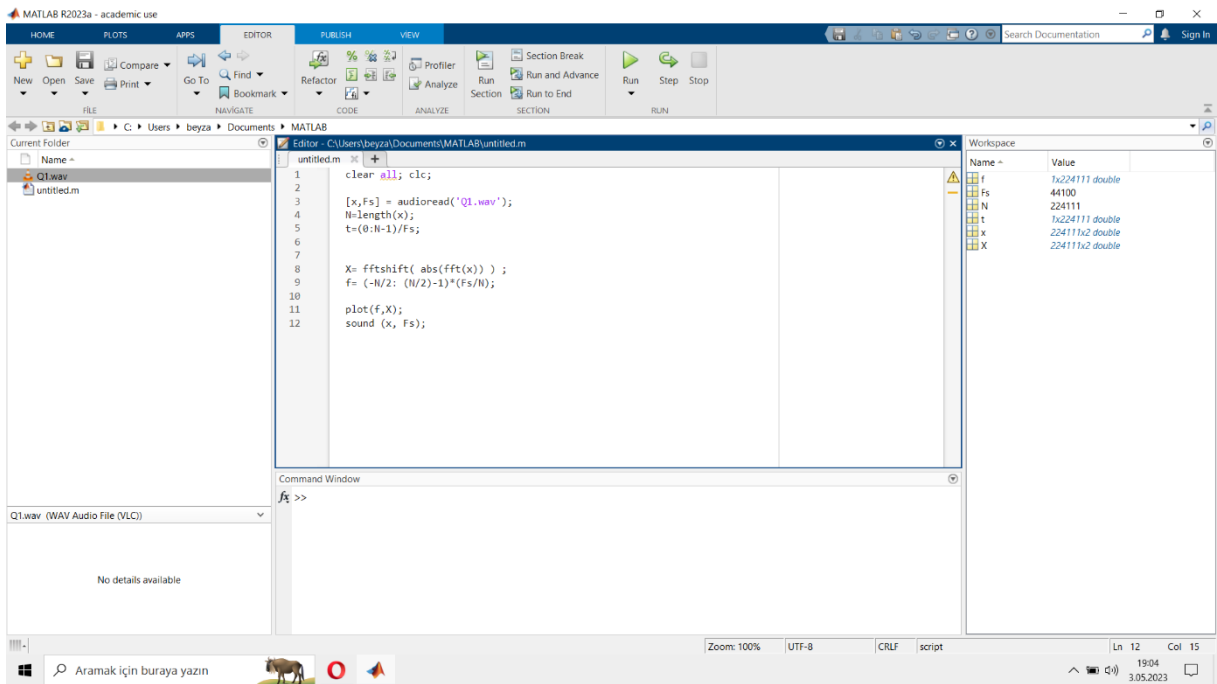 MATLAB R2023a - academic use
HOME PLOTS APPS EDITOR PUBLISH VIEW Search Documentation Sign In
New Open Save Compare Print Go To Find Bookmark Refactor Profiler Analyze Run Section Section Break Run and Advance Run to End Run Step Stop
FILE NAVIGATE CODE ANALYZE SECTION RUN
C: Users beyza Documents MATLAB
Current Folder
Name
Q1.wav
untitled.m
Editor - C:\Users\beyza\Documents\MATLAB\untitled.m
untitled.m
1 clear all; clc;
2
3 [x,Fs] = audioread('Q1.wav');
4 N=length(x);
5 t=(0:N-1)/Fs;
6
7
8 X= fftshift( abs(fft(x)) ) ;
9 f= (-N/2: (N/2)-1)*(Fs/N);
10
11 plot(f,X);
12 sound (x, Fs);
Workspace
Name Value
f 1x224111 double
Fs 44100
N 224111
t 1x224111 double
x 224111x2 double
X 224111x2 double
Command Window
fx >>
Q1.wav (WAV Audio File (VLC))
No details available
Zoom: 100% UTF-8 CRLF script Ln 12 Col 15
Aramak için buraya yazın
19:04
3.05.2023